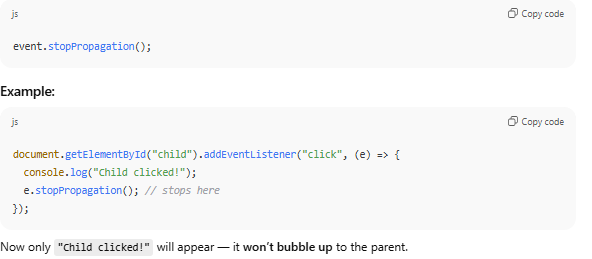 js
Copy code
event.stopPropagation();
Example:
js
Copy code
document.getElementById("child").addEventListener("click", (e) => {
  console.log("Child clicked!");
  e.stopPropagation(); // stops here
});
Now only "Child clicked!" will appear — it won’t bubble up to the parent.